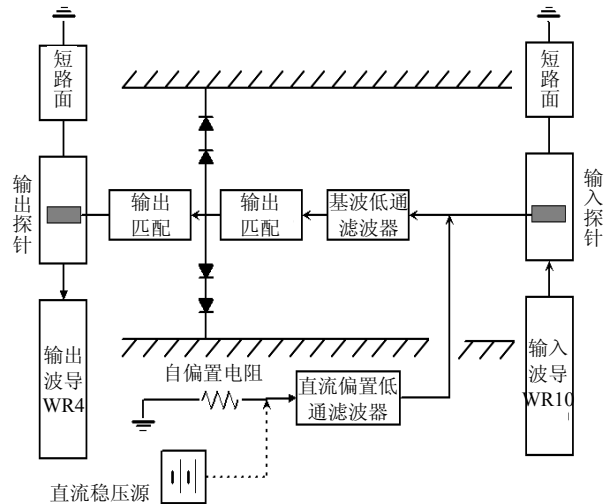 短
路
面
短
路
面
输
出
探
针
输出
匹配
输出
匹配
基波低通
滤波器
输
入
探
针
输出
波导
WR4
自偏置电阻
直流偏置低
通滤波器
输入
波导
WR10
直流稳压源